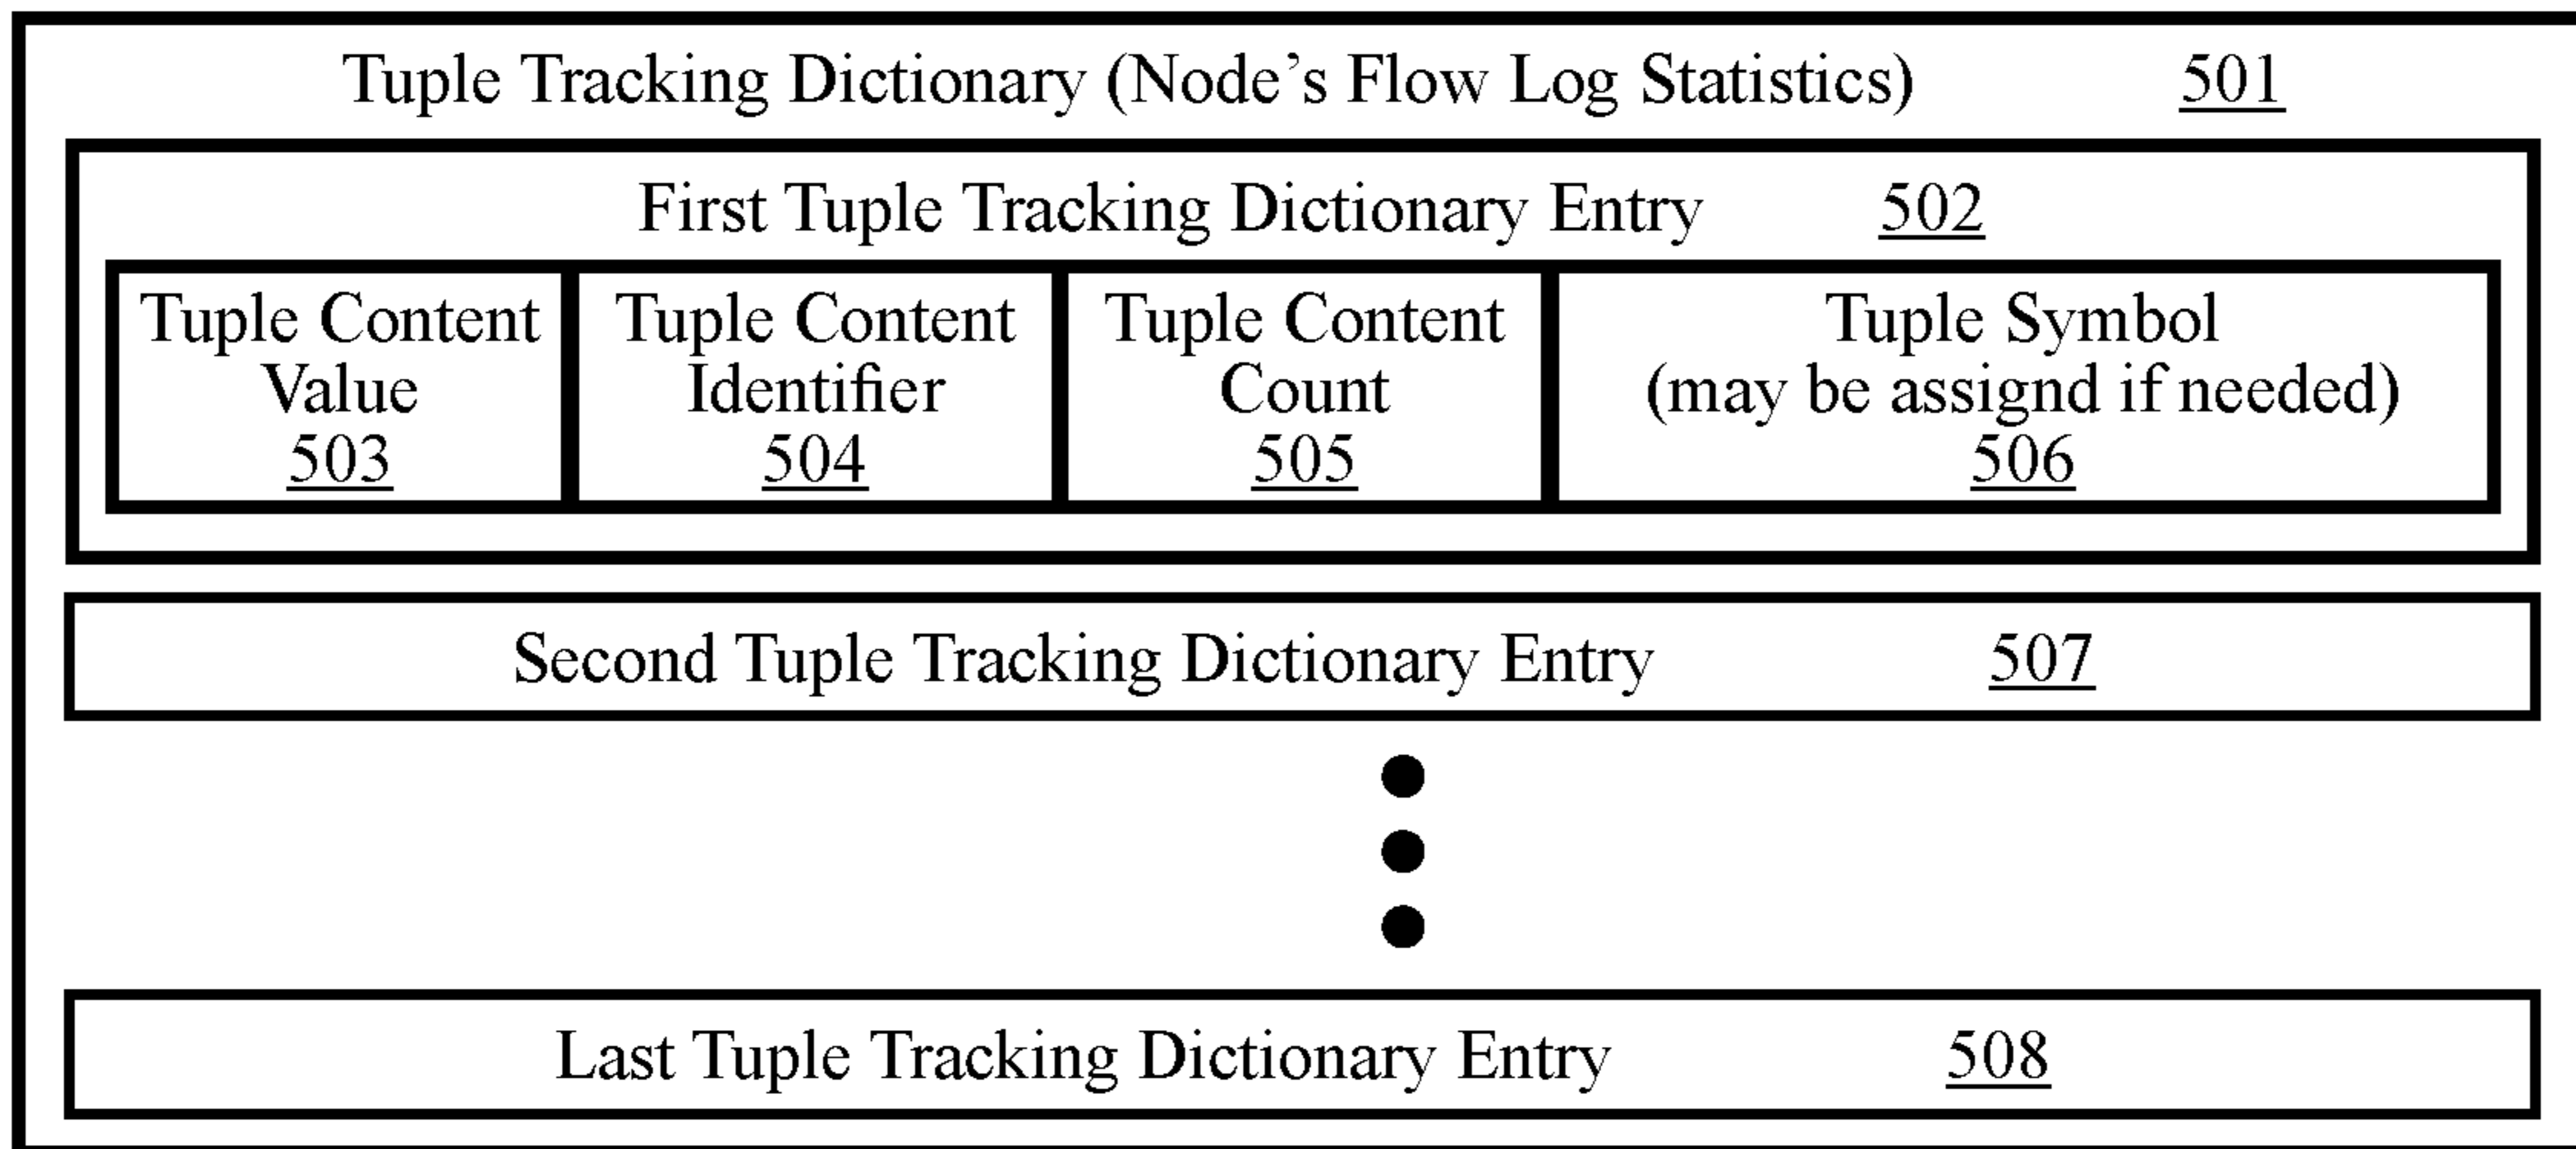 Tuple Tracking Dictionary (Node’s Flow Log Statistics) 501
First Tuple Tracking Dictionary Entry 502
Tuple Content
Value
503
Tuple Content
Identifier
504
Tuple Content
Count
505
Tuple Symbol
(may be assignd if needed)
506
Second Tuple Tracking Dictionary Entry 507
Last Tuple Tracking Dictionary Entry 508